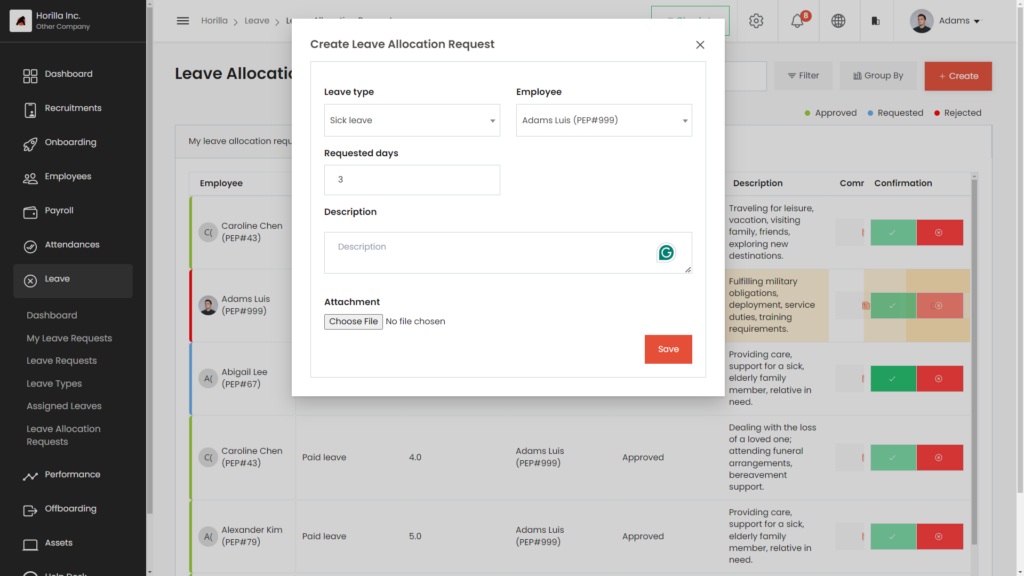 Horilla Inc.
Other Company
Dashboard
Recruitments
Onboarding
Employees
Payroll
Attendances
Leave
Dashboard
My Leave Requests
Leave Requests
Leave Types
Assigned Leaves
Leave Allocation
Requests
Performance
Offboarding
Assets
Help Desk
Horilla
Leave
8
Adams
Leave Allocatio
Filter
Group By
+ Create
Approved
Requested
Rejected
My leave allocation requ
Create Leave Allocation Request
Leave type
Employee
Sick leave
Adams Luis (PEP#999)
Requested days
3
Description
Description
Attachment
Choose File No file chosen
Save
Employee
Description
Comr
Confirmation
C(
Caroline Chen
(PEP#43)
Traveling for leisure,
vacation, visiting
family, friends,
exploring new
destinations.
Adams Luis
(PEP#999)
Fulfilling military
obligations,
deployment, service
duties, training
requirements.
A(
Abigail Lee
(PEP#67)
Providing care,
support for a sick,
elderly family
member, relative in
need.
C(
Caroline Chen
(PEP#43)
Paid leave
4.0
Adams Luis
(PEP#999)
Approved
Dealing with the loss
of a loved one;
attending funeral
arrangements,
bereavement
support.
A(
Alexander Kim
(PEP#79)
Paid leave
5.0
Adams Luis
(PEP#999)
Approved
Providing care,
support for a sick,
elderly family
member, relative in
need.